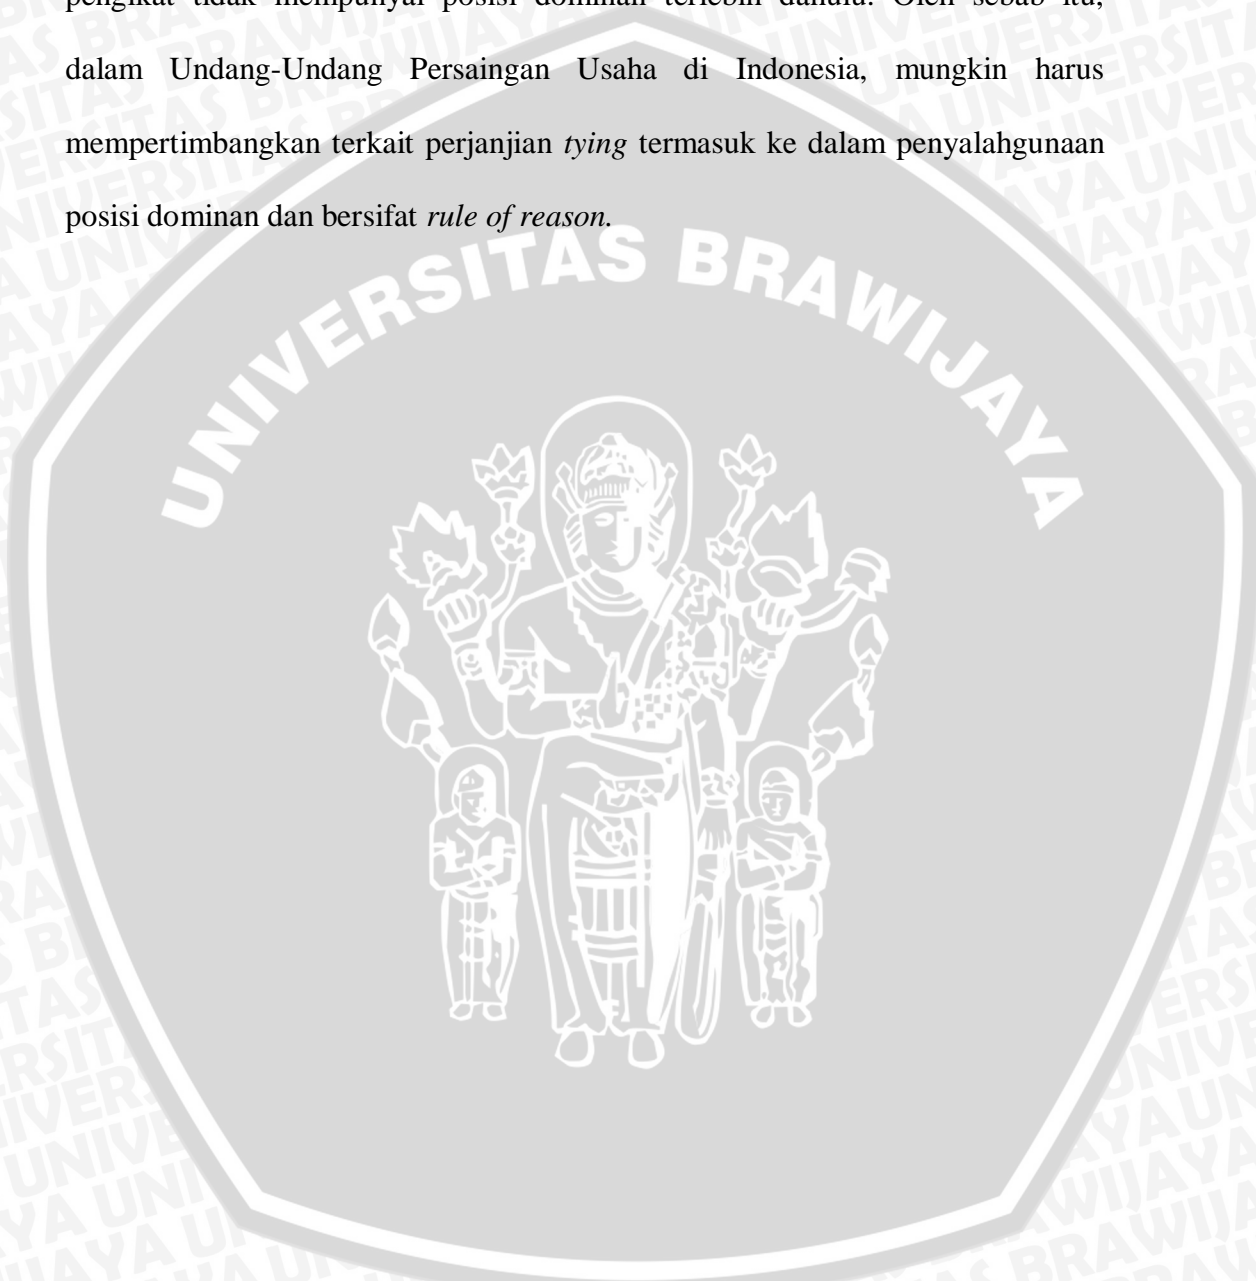 pengikat tidak mempunyai posisi dominan terlebih dahulu. Oleh sebab itu,
dalam Undang-Undang Persaingan Usaha di Indonesia, mungkin harus
mempertimbangkan terkait perjanjian tying termasuk ke dalam penyalahgunaan
posisi dominan dan bersifat rule of reason.
UNIVERSITAS BRAWIJAYA